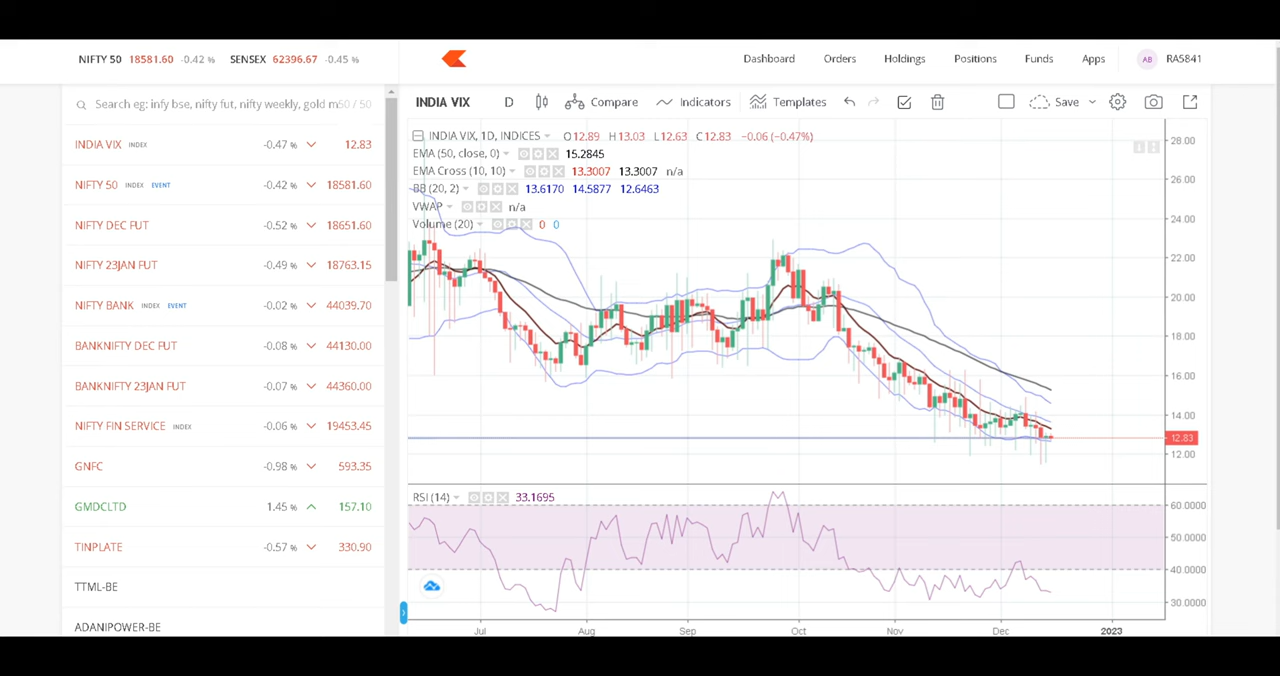 NIFTY 50 18581.60 -0.42 % SENSEX 62396.67 -0.45 %
Dashboard Orders Holdings Positions Funds Apps AB RA5841
Search eg: infy bse, nifty fut, nifty weekly, gold m 50 / 50
INDIA VIX INDEX -0.47 % 12.83
NIFTY 50 INDEX EVENT -0.42 % 18581.60
NIFTY DEC FUT -0.52 % 18651.60
NIFTY 23JAN FUT -0.49 % 18763.15
NIFTY BANK INDEX EVENT -0.02 % 44039.70
BANKNIFTY DEC FUT -0.08 % 44130.00
BANKNIFTY 23JAN FUT -0.07 % 44360.00
NIFTY FIN SERVICE INDEX -0.06 % 19453.45
GNFC -0.98 % 593.35
GMDCLTD 1.45 % 157.10
TINPLATE -0.57 % 330.90
TTML-BE
ADANIPOWER-BE
INDIA VIX D Compare Indicators Templates Save
INDIA VIX, 1D, INDICES O12.89 H13.03 L12.63 C12.83 −0.06 (−0.47%)
EMA (50, close, 0) 15.2845
EMA Cross (10, 10) 13.3007 13.3007 n/a
BB (20, 2) 13.6170 14.5877 12.6463
VWAP n/a
Volume (20) 0 0
28.00
26.00
24.00
22.00
20.00
18.00
16.00
14.00
12.83
12.00
RSI (14) 33.1695
60.0000
50.0000
40.0000
30.0000
Jul Aug Sep Oct Nov Dec 2023